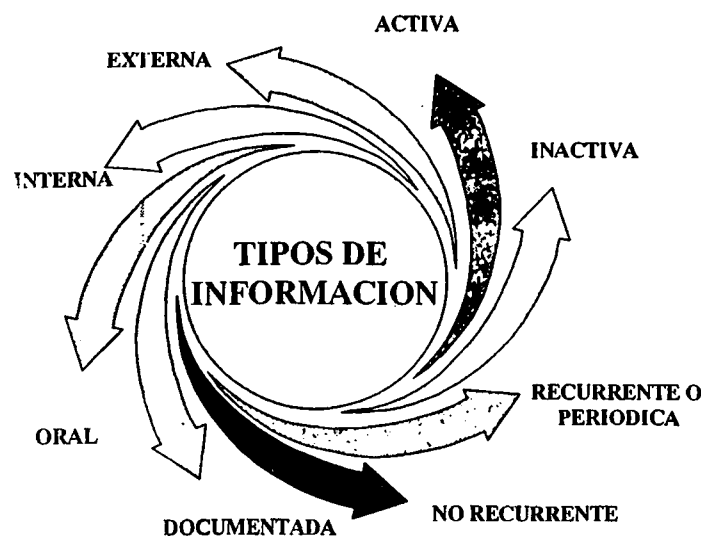 ACTIVA
EXTERNA
INACTIVA
INTERNA
TIPOS DE
INFORMACION
RECURRENTE O
PERIODICA
ORAL
NO RECURRENTE
DOCUMENTADA